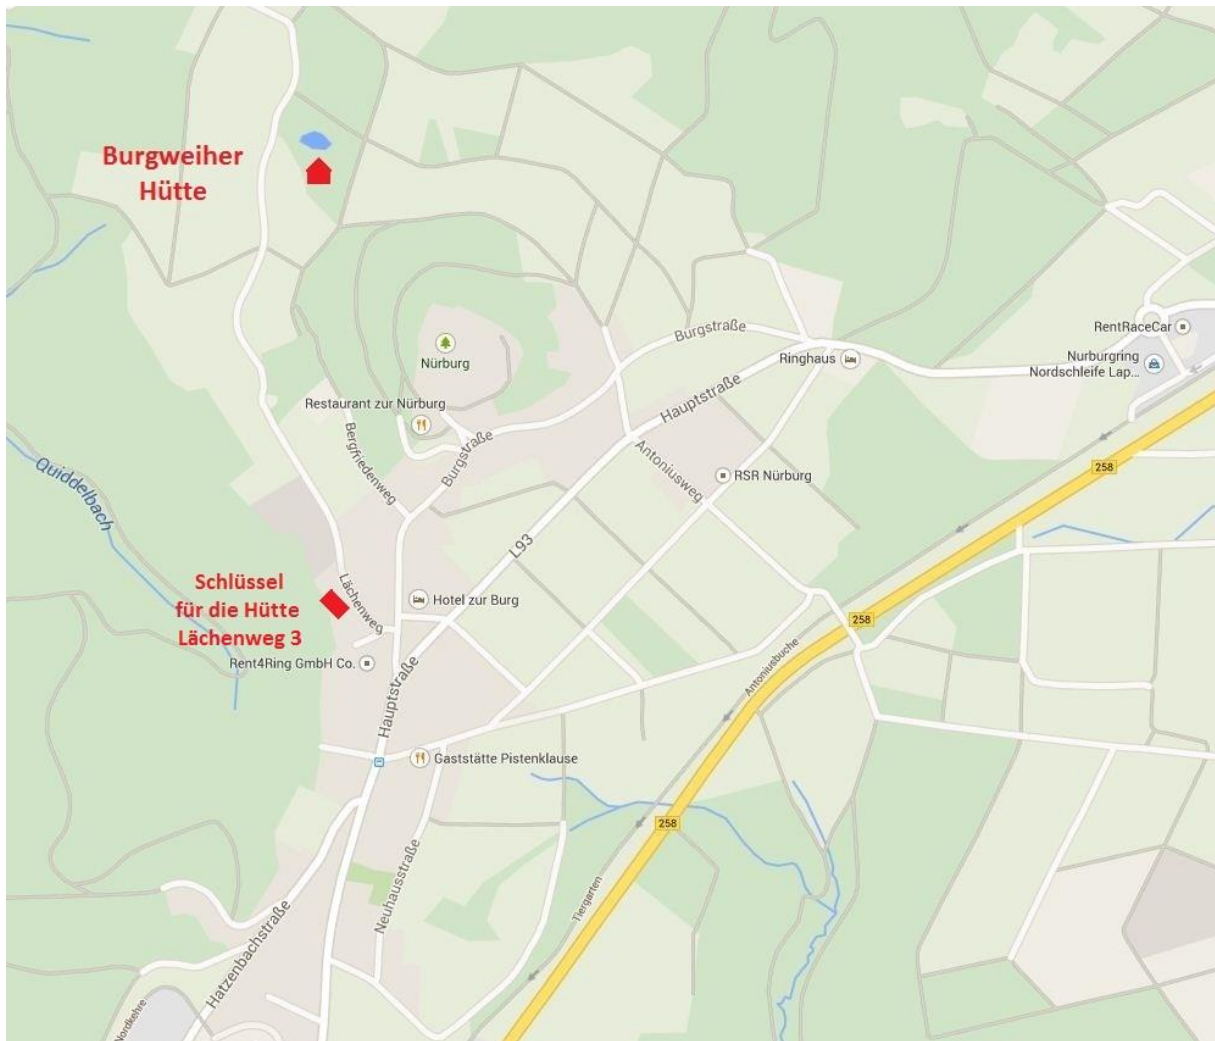 Burgweiher
Hütte
Burgstraße
RentRaceCar
Ringhaus
Nurburgring
Nordschleife Lap...
Nürburg
Hauptstraße
Restaurant zur Nürburg
Bergfriedenweg
Burgstraße
Antoniusweg
258
Quiddelbach
RSR Nürburg
L93
Schlüssel
für die Hütte
Lächenweg 3
Lächenweg
Hotel zur Burg
258
Rent4Ring GmbH Co.
Hauptstraße
Antoniusbuche
Gaststätte Pistenklause
258
Neuhausstraße
Tiergarten
Hatzenbachstraße
Nordkehre